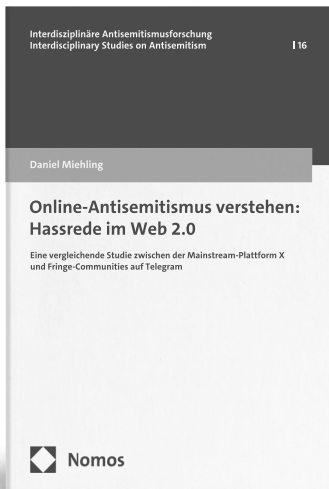 Interdisziplinäre Antisemitismusforschung
Interdisciplinary Studies on Antisemitism
| 16
Daniel Miehling
Online-Antisemitismus verstehen:
Hassrede im Web 2.0
Eine vergleichende Studie zwischen der Mainstream-Plattform X
und Fringe-Communities auf Telegram
Nomos